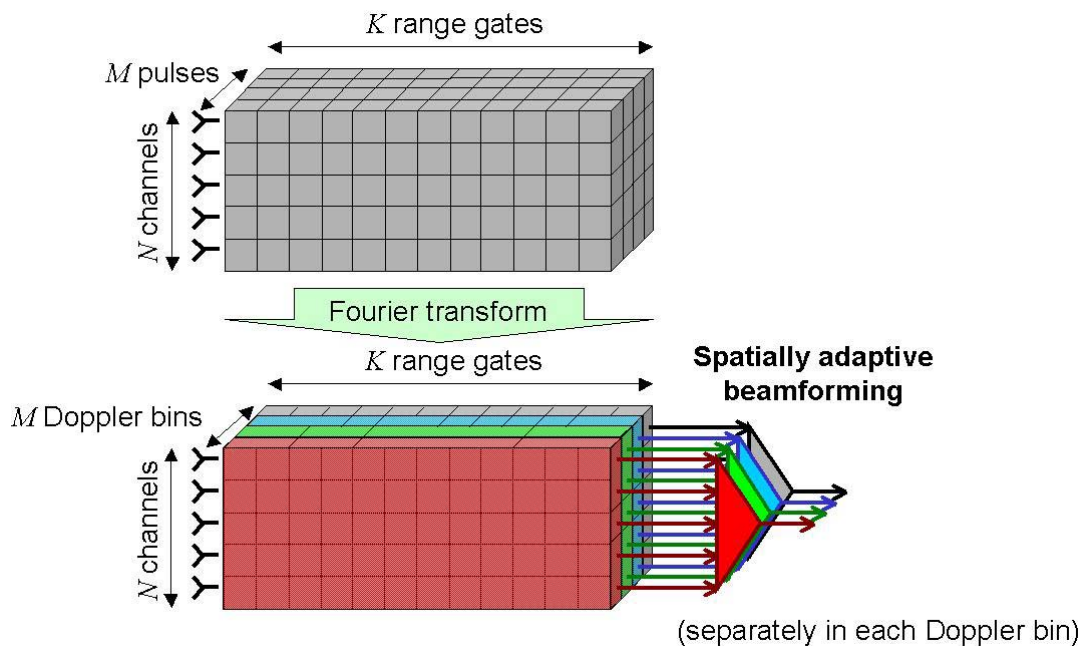 K range gates
M pulses
N channels
Fourier transform
K range gates
Spatially adaptive
beamforming
M Doppler bins
N channels
(separately in each Doppler bin)